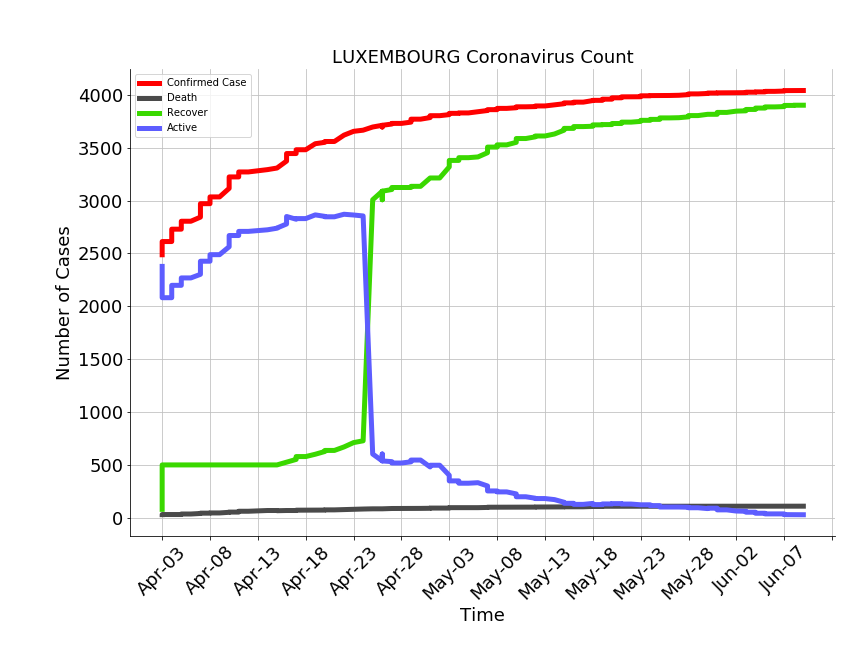 LUXEMBOURG Coronavirus Count
Confirmed Case
Death
Recover
Active
Number of Cases
4000
3500
3000
2500
2000
1500
1000
500
0
Apr-03
Apr-08
Apr-13
Apr-18
Apr-23
Apr-28
May-03
May-08
May-13
May-18
May-23
May-28
Jun-02
Jun-07
Time